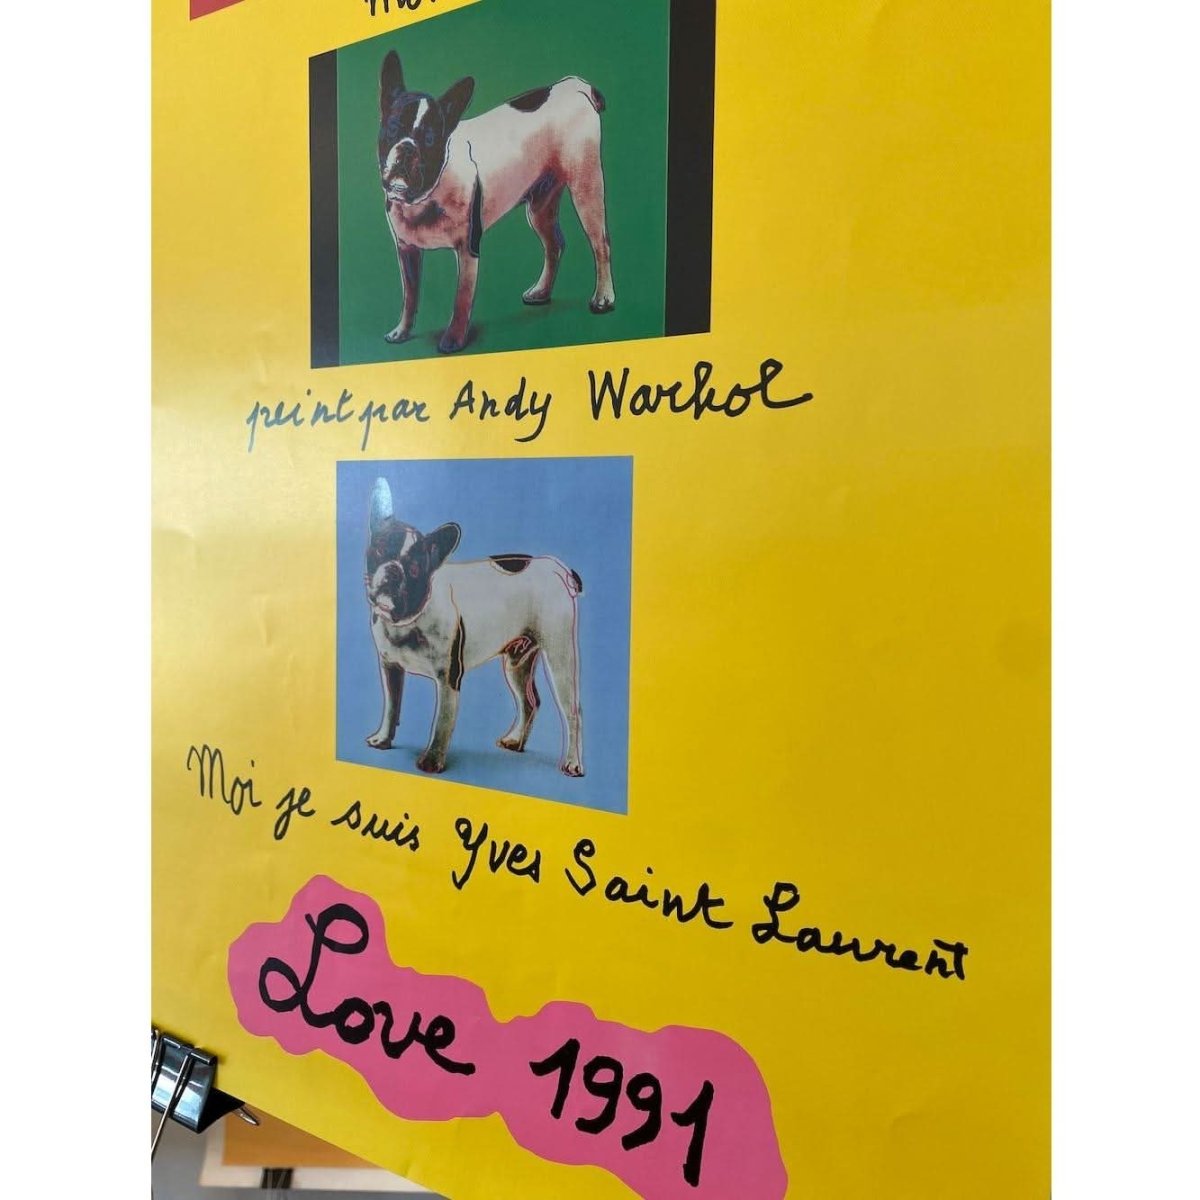 peint par Andy Warhol
Moi je suis Yves Saint Laurent
Love 1991